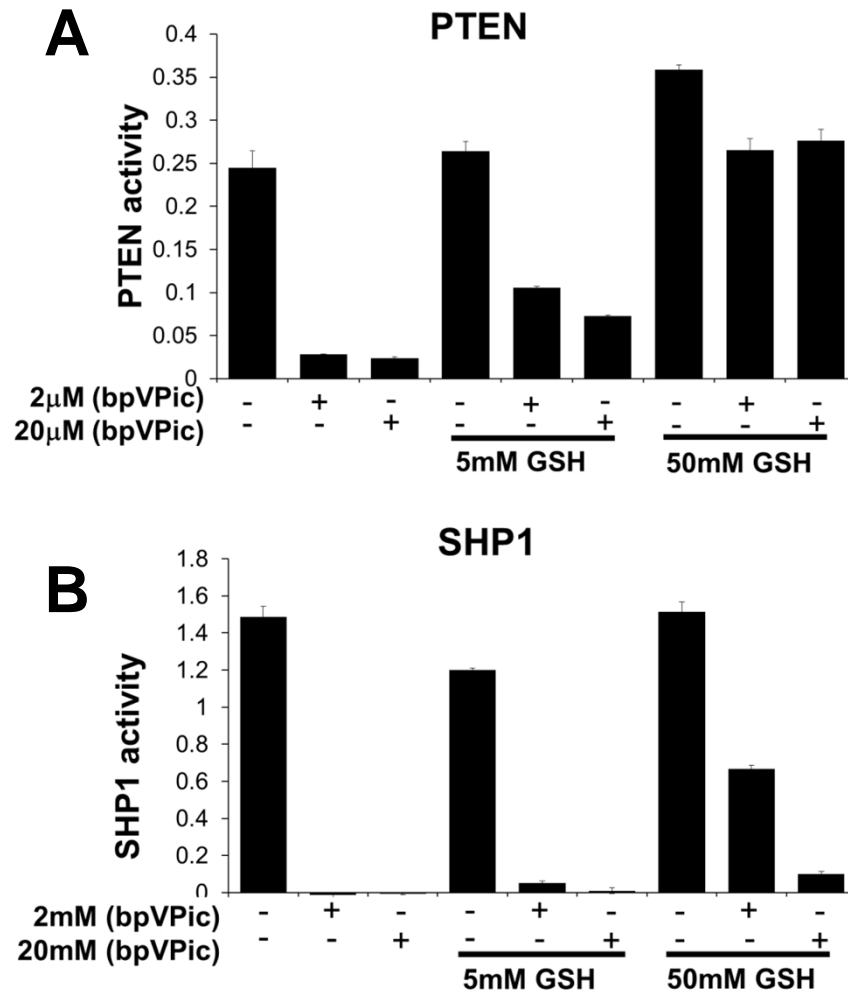 A
PTEN
PTEN activity
0.4
0.35
0.3
0.25
0.2
0.15
0.1
0.05
0
2μM (bpVPic) - + - - + - - + -
20μM (bpVPic) - - + - - + - - +
5mM GSH 50mM GSH
B
SHP1
SHP1 activity
1.8
1.6
1.4
1.2
1
0.8
0.6
0.4
0.2
0
2mM (bpVPic) - + - - + - - + -
20mM (bpVPic) - - + - - + - - +
5mM GSH 50mM GSH